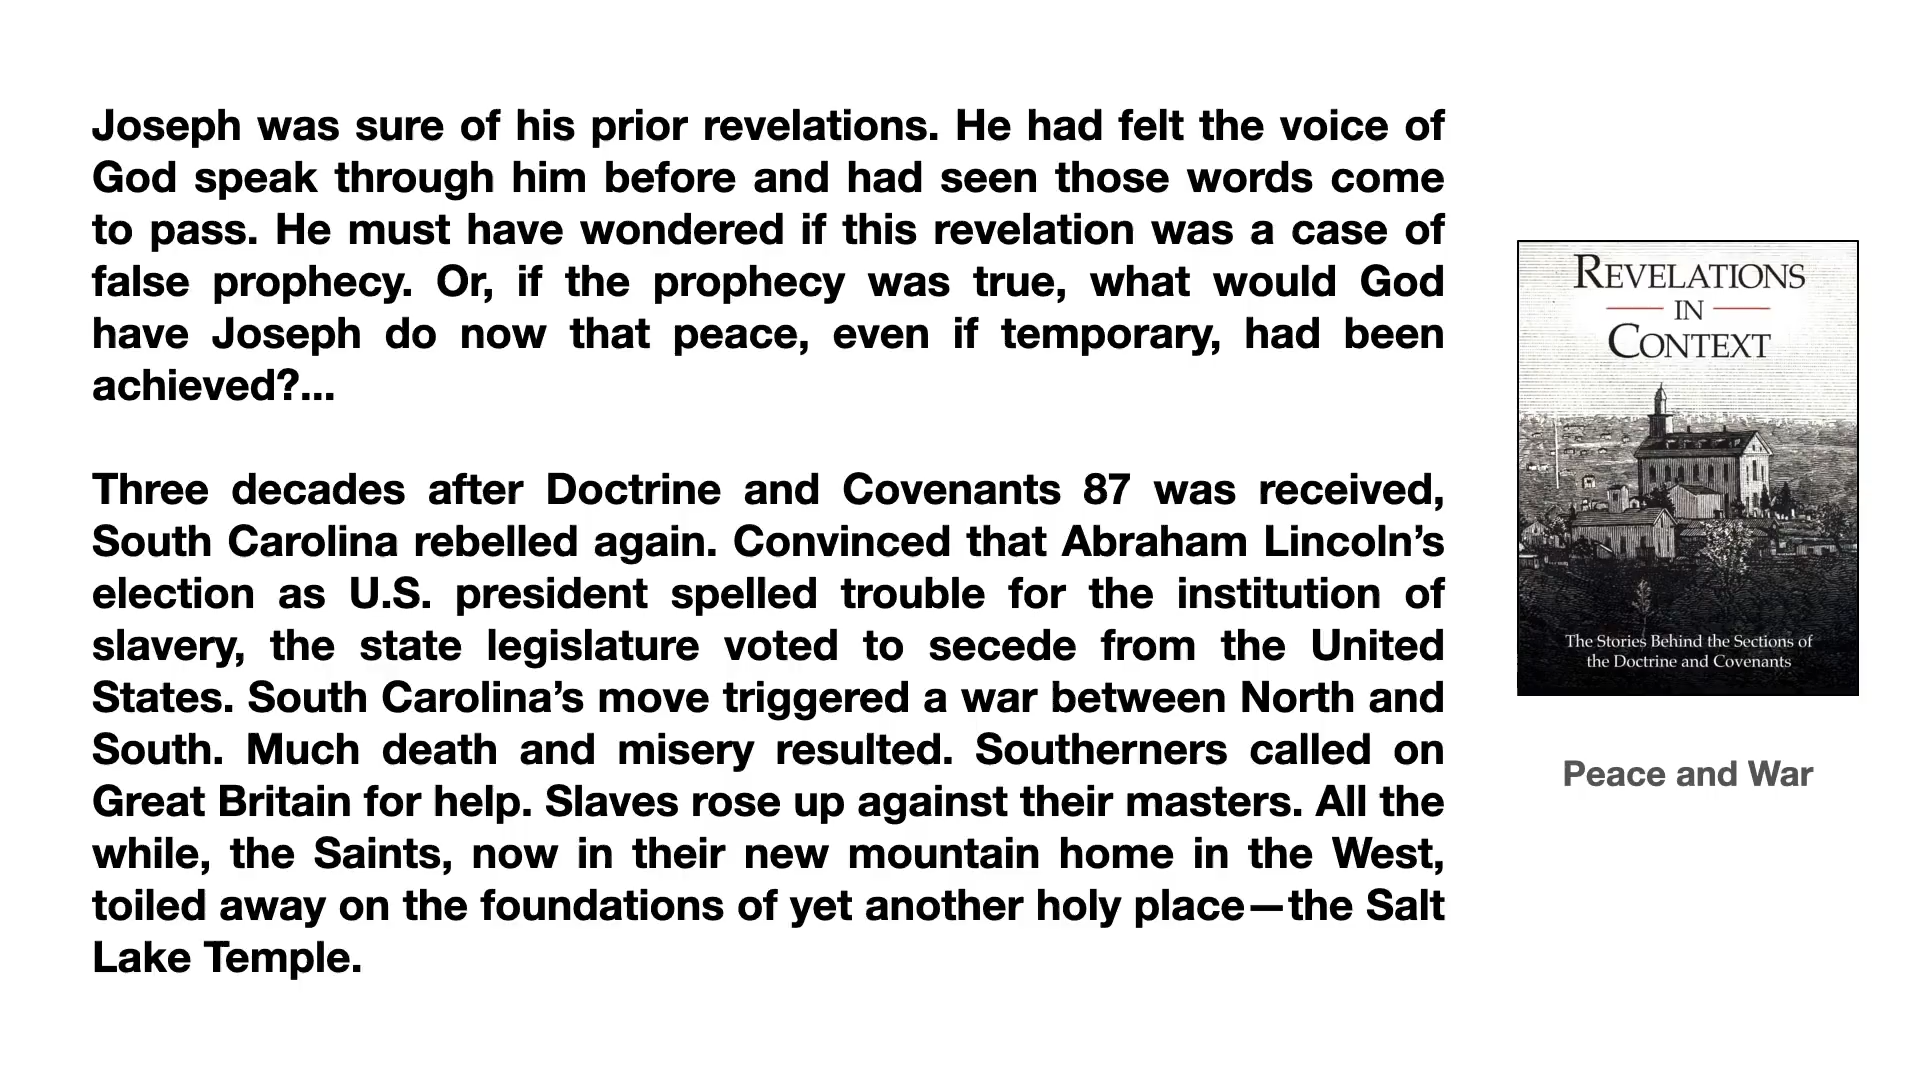 Joseph was sure of his prior revelations. He had felt the voice of
God speak through him before and had seen those words come
to pass. He must have wondered if this revelation was a case of
false prophecy. Or, if the prophecy was true, what would God
have Joseph do now that peace, even if temporary, had been
achieved?...
Three decades after Doctrine and Covenants 87 was received,
South Carolina rebelled again. Convinced that Abraham Lincoln’s
election as U.S. president spelled trouble for the institution of
slavery, the state legislature voted to secede from the United
States. South Carolina’s move triggered a war between North and
South. Much death and misery resulted. Southerners called on
Great Britain for help. Slaves rose up against their masters. All the
while, the Saints, now in their new mountain home in the West,
toiled away on the foundations of yet another holy place—the Salt
Lake Temple.
REVELATIONS
IN
CONTEXT
The Stories Behind the Sections of
the Doctrine and Covenants
Peace and War